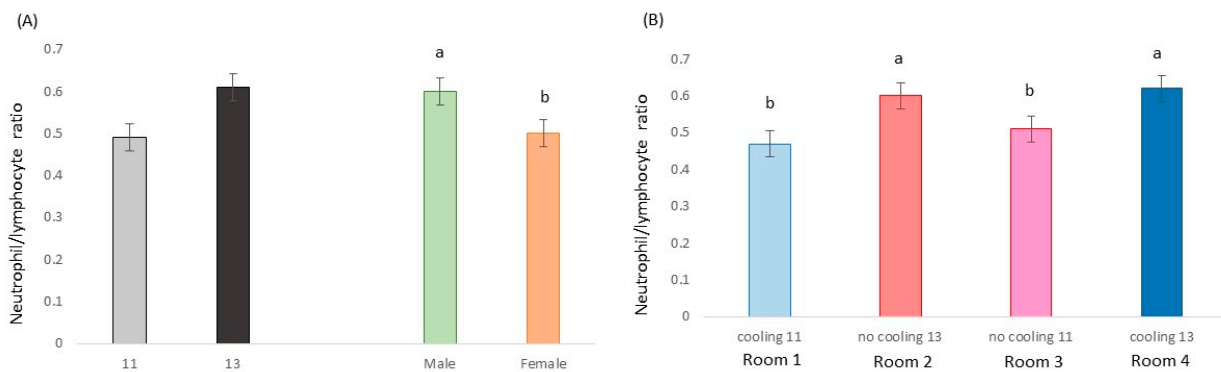 (A)
Neutrophil/lymphocyte ratio
0.7
0.6
0.5
0.4
0.3
0.2
0.1
0
a
b
11 13 Male Female
(B)
Neutrophil/lymphocyte ratio
0.7
0.6
0.5
0.4
0.3
0.2
0.1
0
b
a
b
a
cooling 11 no cooling 13 no cooling 11 cooling 13
Room 1 Room 2 Room 3 Room 4